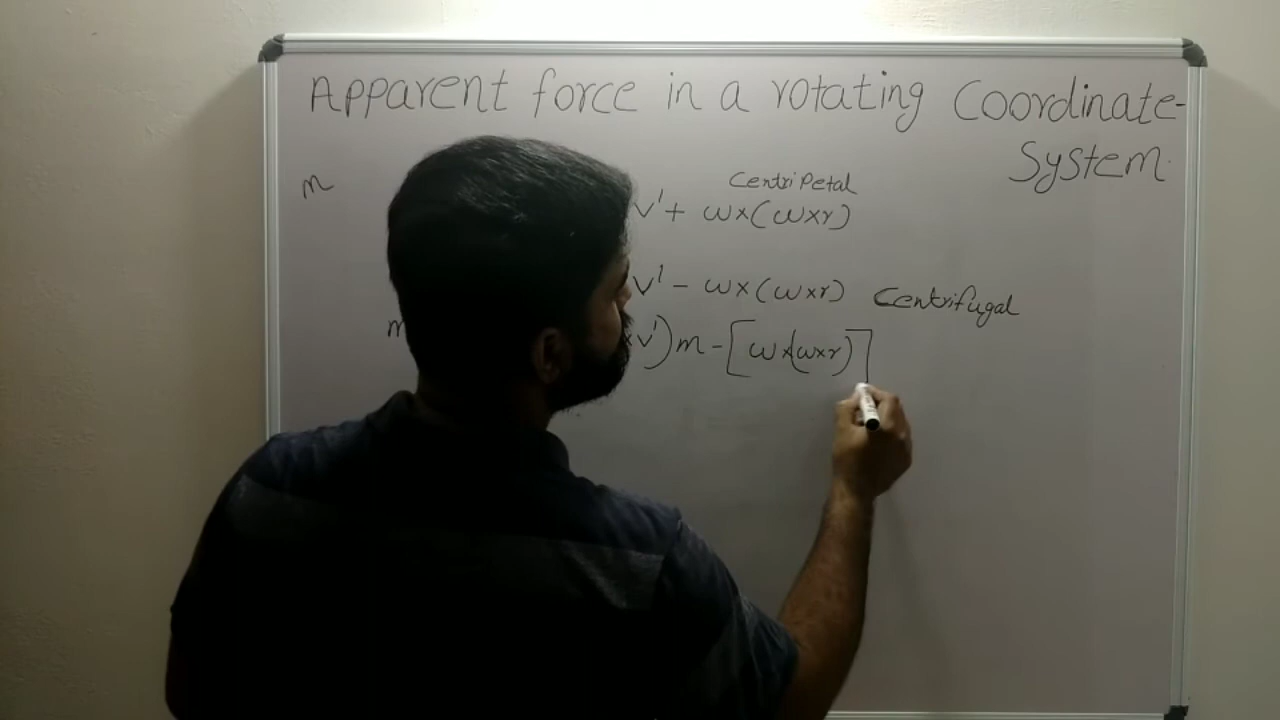 Apparent force in a rotating Coordinate-
System.
m
Centripetal
v' + ω×(ω×r)
v' - ω×(ω×r) Centrifugal
m ×v')m - [ω×(ω×r)]